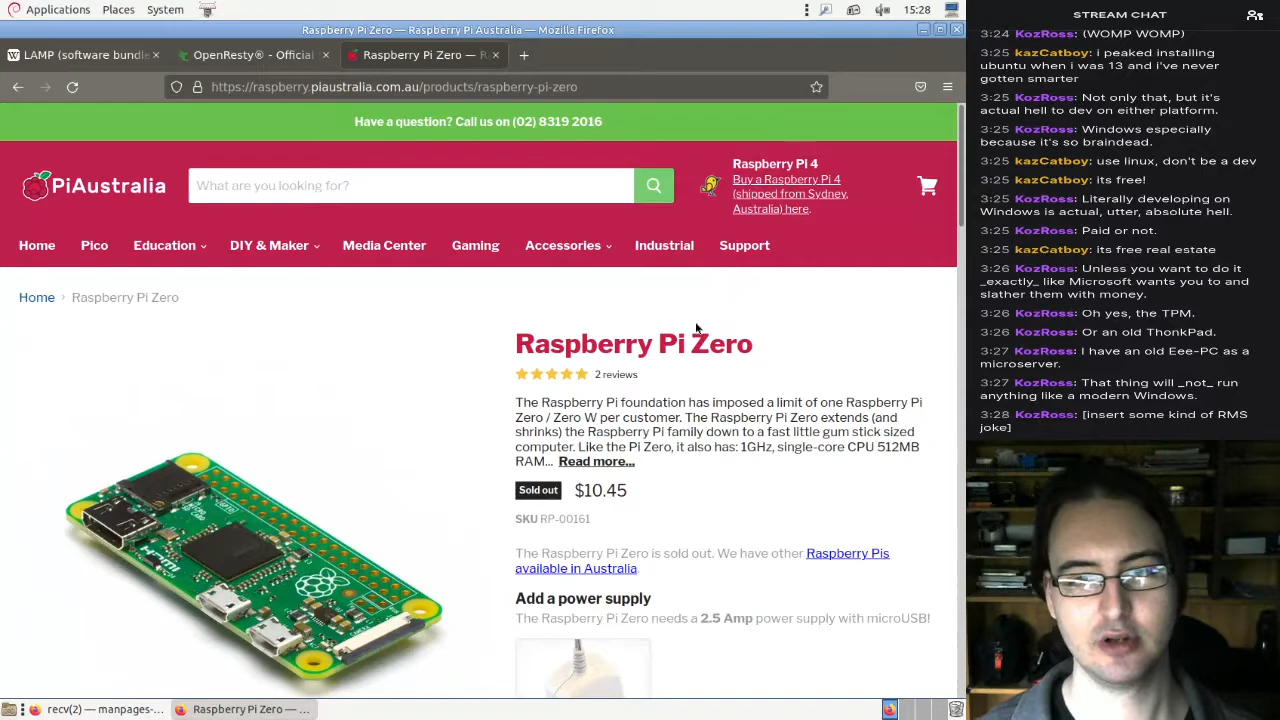 Applications Places System
15:28
Raspberry Pi Zero — Raspberry Pi Australia — Mozilla Firefox
LAMP (software bundle
OpenResty® - Official
Raspberry Pi Zero — R
https://raspberry.piaustralia.com.au/products/raspberry-pi-zero
Have a question? Call us on (02) 8319 2016
PiAustralia
What are you looking for?
Raspberry Pi 4
Buy a Raspberry Pi 4
(shipped from Sydney,
Australia) here.
Home Pico Education DIY & Maker Media Center Gaming Accessories Industrial Support
Home › Raspberry Pi Zero
Raspberry Pi Zero
2 reviews
The Raspberry Pi foundation has imposed a limit of one Raspberry Pi
Zero / Zero W per customer. The Raspberry Pi Zero extends (and
shrinks) the Raspberry Pi family down to a fast little gum stick sized
computer. Like the Pi Zero, it also has: 1GHz, single-core CPU 512MB
RAM... Read more...
Sold out $10.45
SKU RP-00161
The Raspberry Pi Zero is sold out. We have other Raspberry Pis
available in Australia.
Add a power supply
The Raspberry Pi Zero needs a 2.5 Amp power supply with microUSB!
HDMI
recv(2) — manpages-...
Raspberry Pi Zero — ...
STREAM CHAT
3:24 KozRoss: (WOMP WOMP)
3:25 kazCatboy: i peaked installing
ubuntu when i was 13 and i've never
gotten smarter
3:25 KozRoss: Not only that, but it's
actual hell to dev on either platform.
3:25 KozRoss: Windows especially
because it's so braindead.
3:25 kazCatboy: use linux, don't be a dev
3:25 kazCatboy: its free!
3:25 KozRoss: Literally developing on
Windows is actual, utter, absolute hell.
3:25 KozRoss: Paid or not.
3:25 kazCatboy: its free real estate
3:26 KozRoss: Unless you want to do it
_exactly_ like Microsoft wants you to and
slather them with money.
3:26 KozRoss: Oh yes, the TPM.
3:26 KozRoss: Or an old ThonkPad.
3:27 KozRoss: I have an old Eee-PC as a
microserver.
3:27 KozRoss: That thing will _not_ run
anything like a modern Windows.
3:28 KozRoss: [insert some kind of RMS
joke]